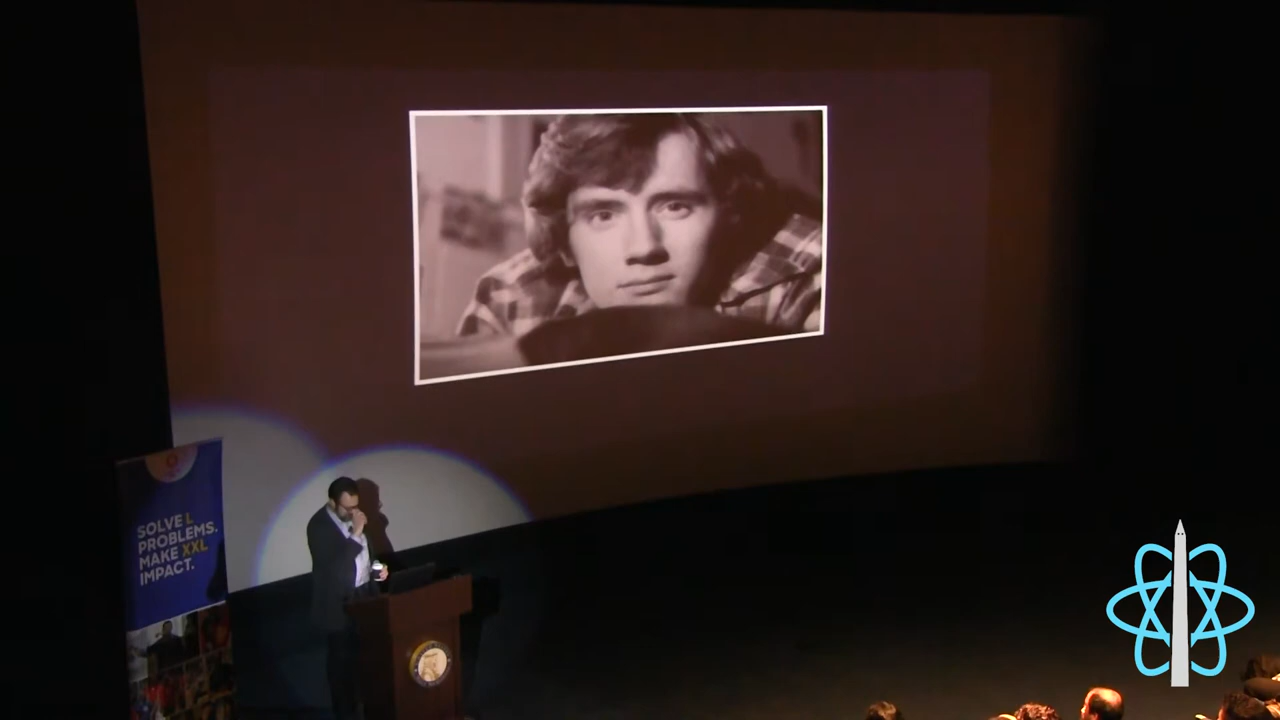 SOLVE L
PROBLEMS.
MAKE XXL
IMPACT.